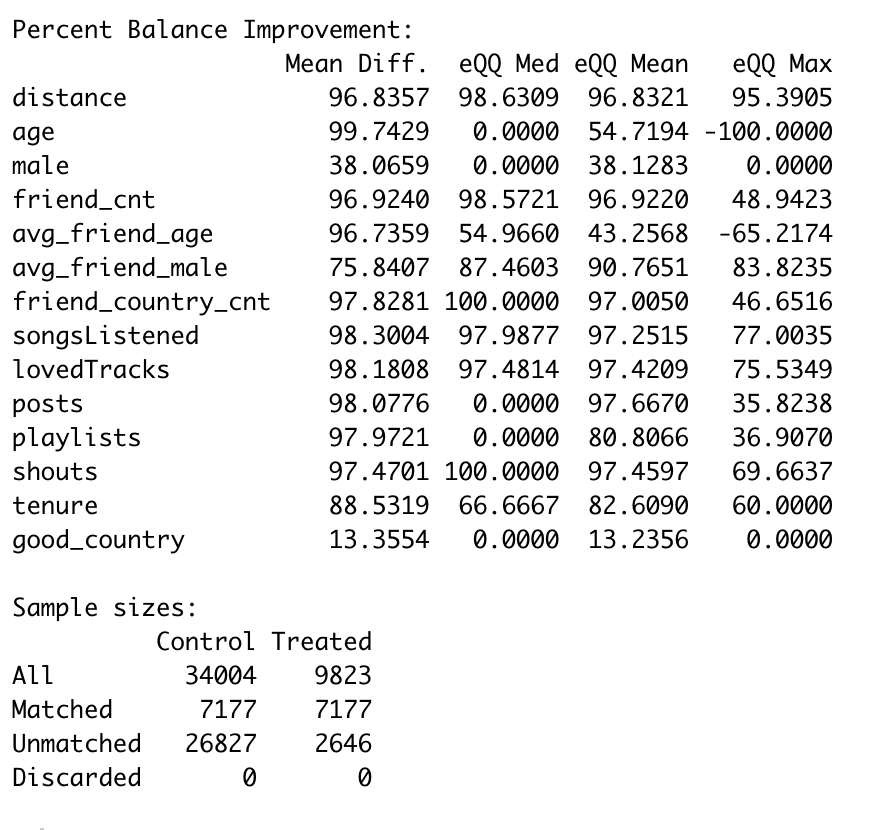 Percent Balance Improvement:
                  Mean Diff.  eQQ Med eQQ Mean   eQQ Max
distance             96.8357  98.6309  96.8321   95.3905
age                  99.7429   0.0000  54.7194 -100.0000
male                 38.0659   0.0000  38.1283    0.0000
friend_cnt           96.9240  98.5721  96.9220   48.9423
avg_friend_age       96.7359  54.9660  43.2568  -65.2174
avg_friend_male      75.8407  87.4603  90.7651   83.8235
friend_country_cnt   97.8281 100.0000  97.0050   46.6516
songsListened        98.3004  97.9877  97.2515   77.0035
lovedTracks          98.1808  97.4814  97.4209   75.5349
posts                98.0776   0.0000  97.6670   35.8238
playlists            97.9721   0.0000  80.8066   36.9070
shouts               97.4701 100.0000  97.4597   69.6637
tenure               88.5319  66.6667  82.6090   60.0000
good_country         13.3554   0.0000  13.2356    0.0000

Sample sizes:
          Control Treated
All         34004    9823
Matched      7177    7177
Unmatched   26827    2646
Discarded       0       0